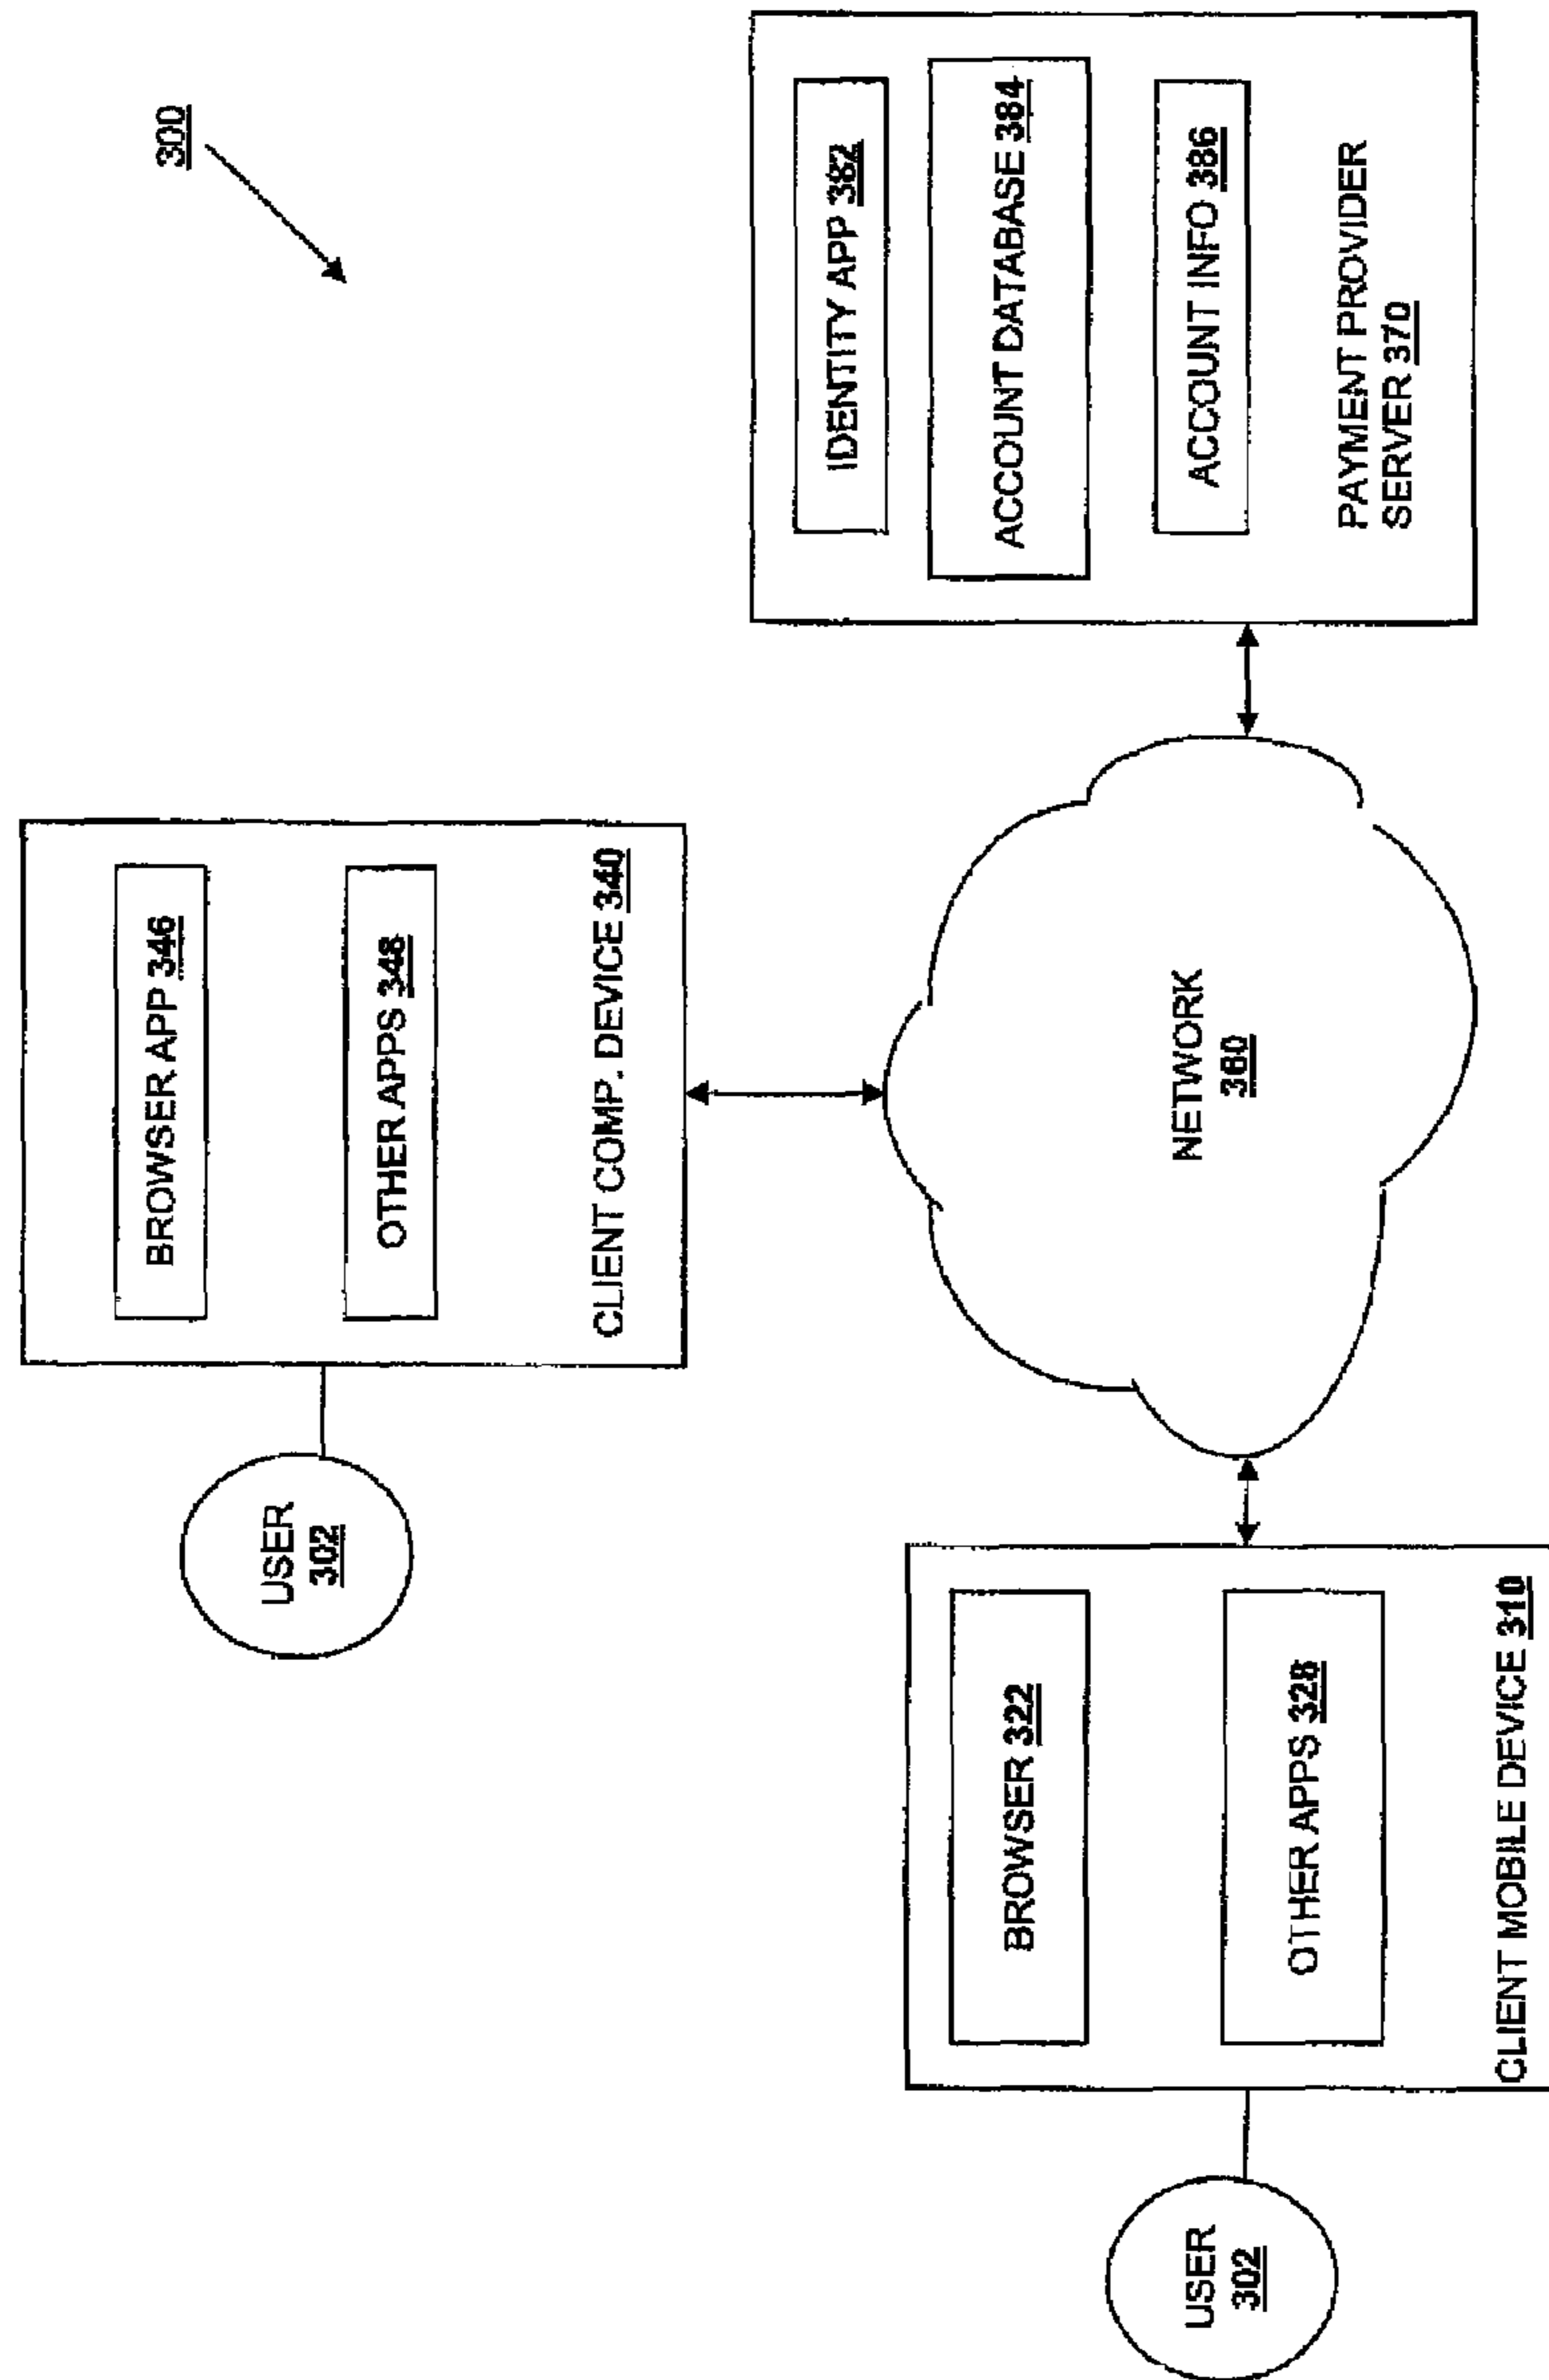 300
USER
302
BROWSER APP 346
OTHER APPS 348
CLIENT COMP. DEVICE 340
USER
302
BROWSER 322
OTHER APPS 328
CLIENT MOBILE DEVICE 310
NETWORK
360
IDENTITY APP 382
ACCOUNT DATABASE 384
ACCOUNT INFO 386
PAYMENT PROVIDER
SERVER 370